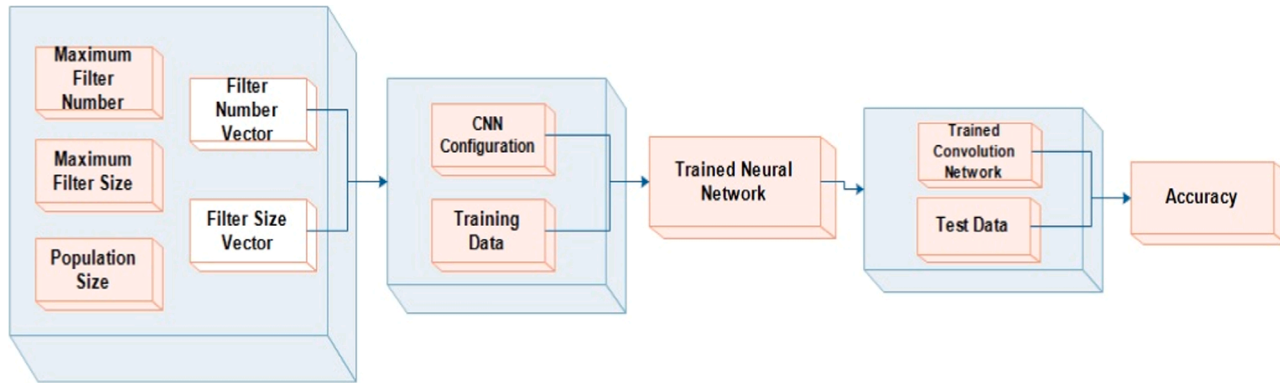 Maximum
Filter
Number
Maximum
Filter Size
Population
Size
Filter
Number
Vector
Filter Size
Vector
CNN
Configuration
Training
Data
Trained Neural
Network
Trained
Convolution
Network
Test Data
Accuracy